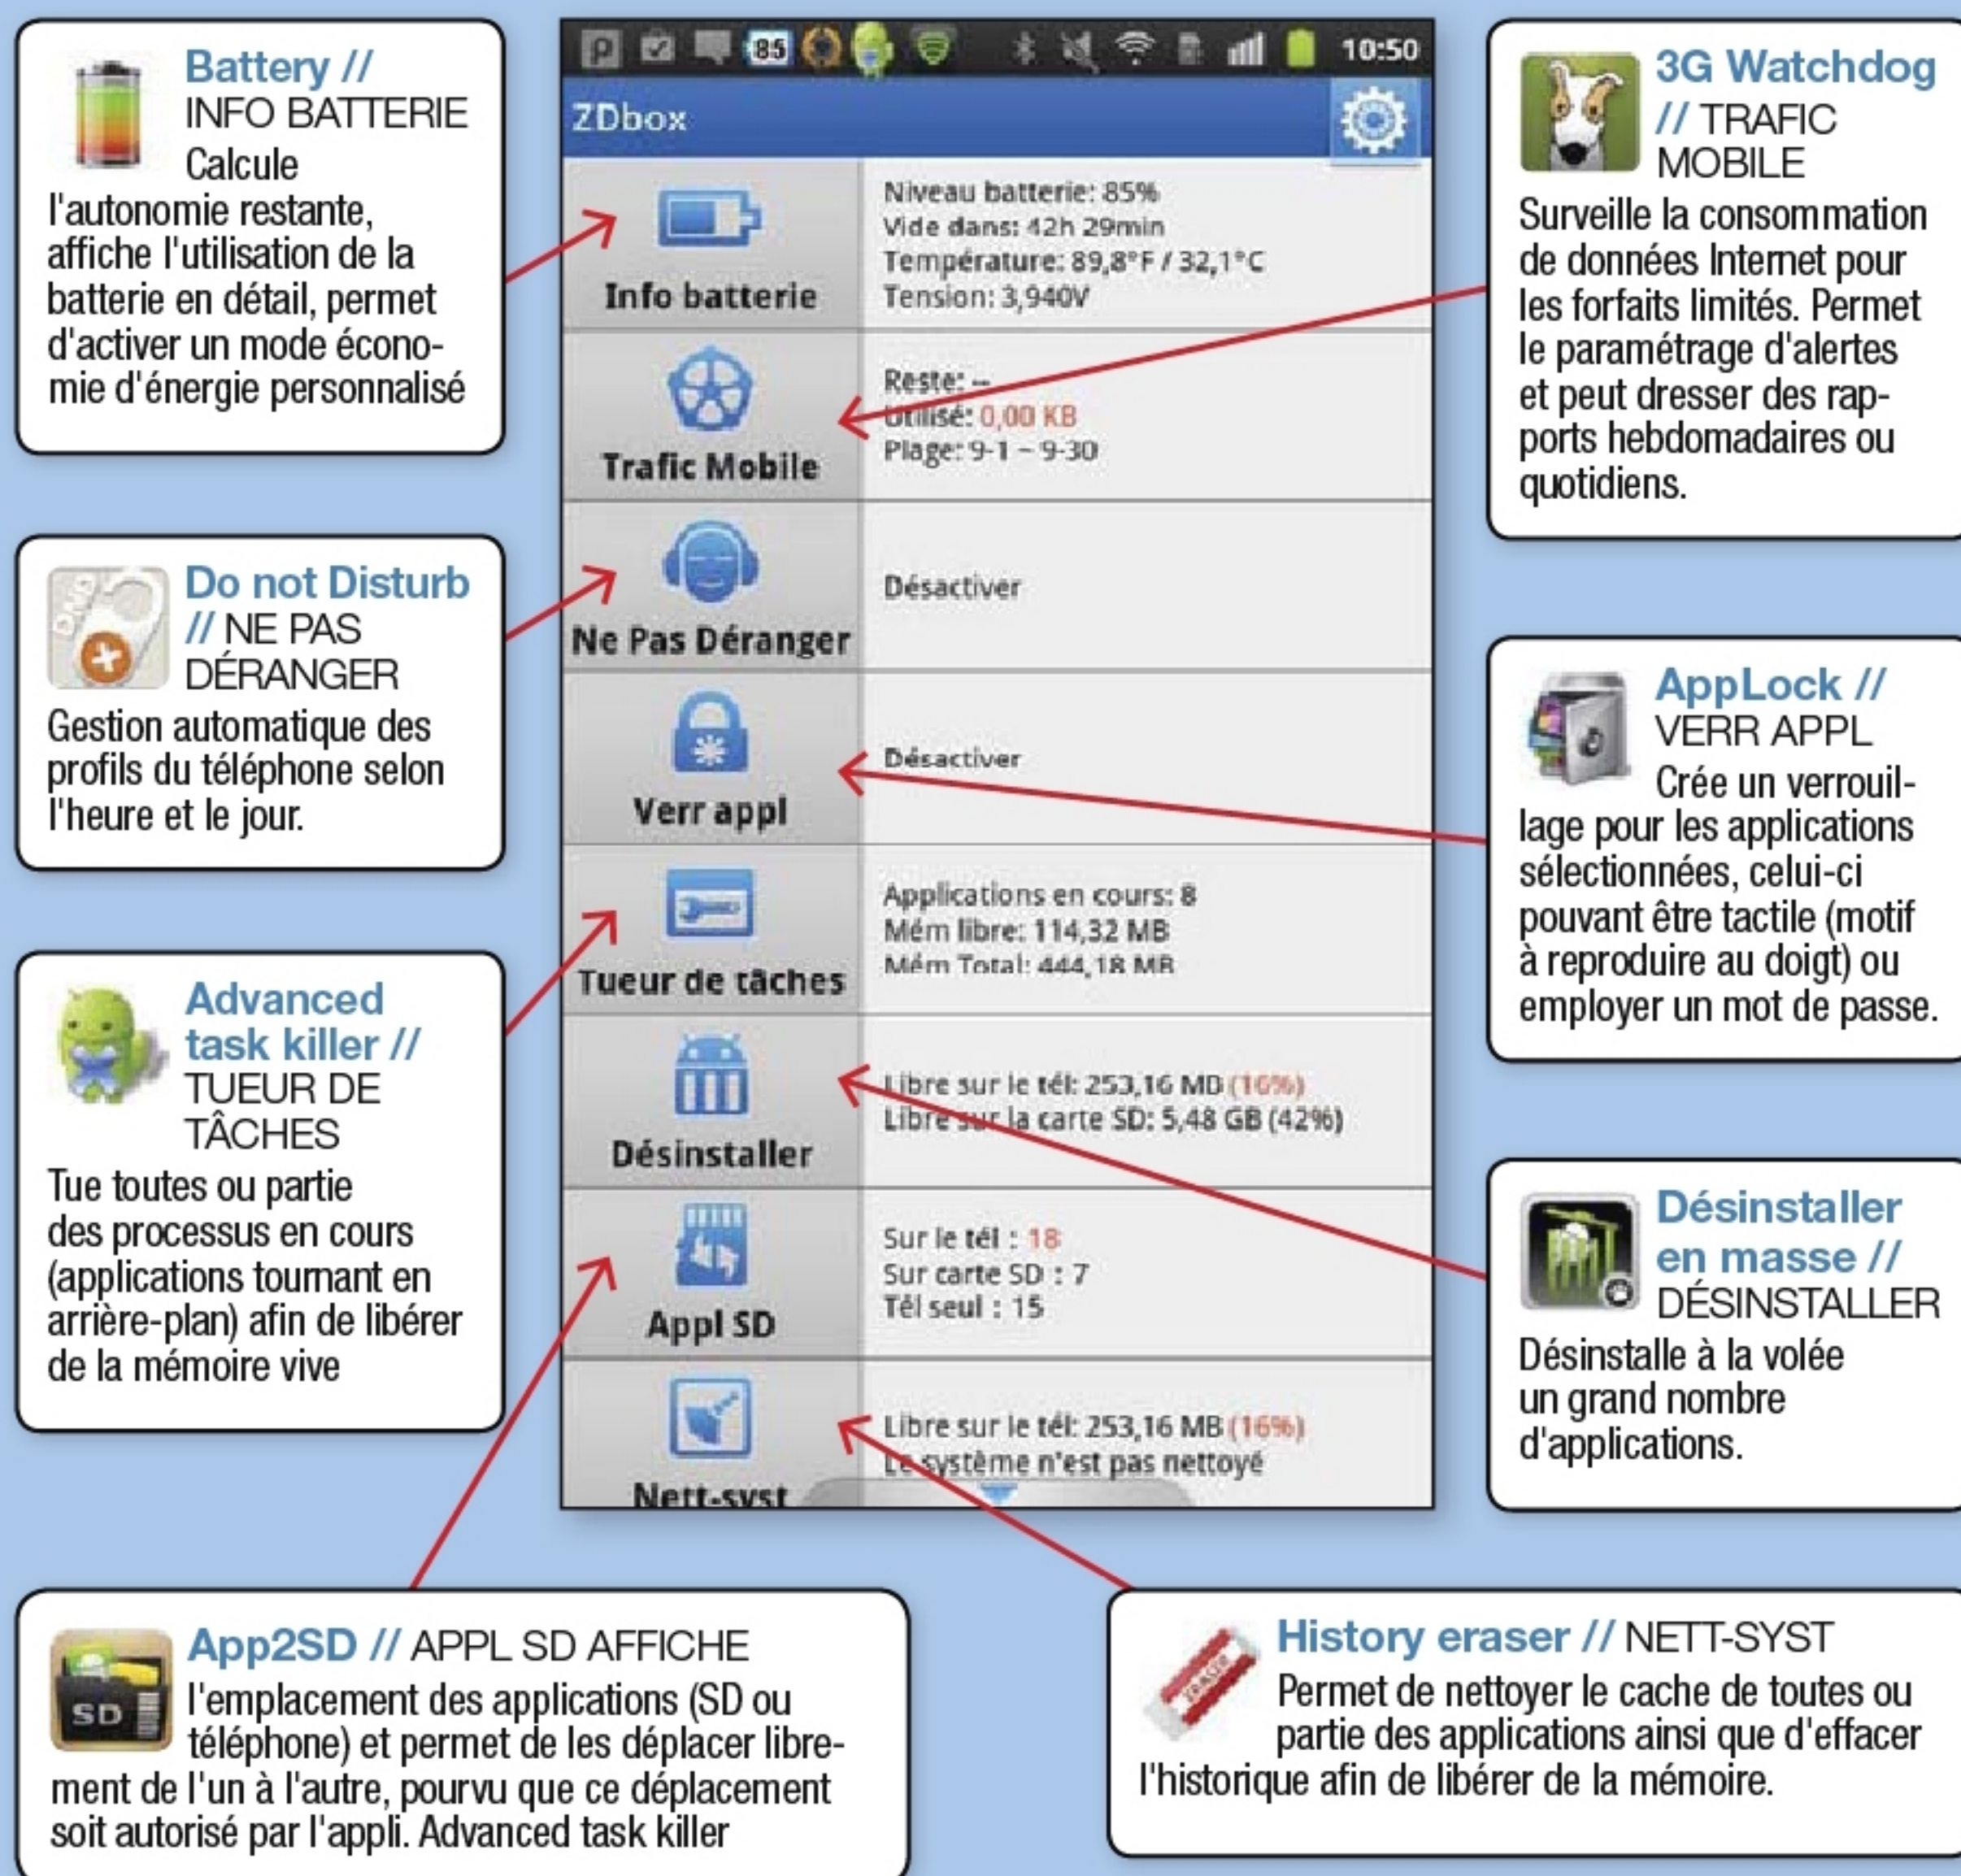 Battery //
INFO BATTERIE
Calcule
l'autonomie restante,
affiche l'utilisation de la
batterie en détail, permet
d'activer un mode écono-
mie d'énergie personnalisé
Do not Disturb
// NE PAS
DÉRANGER
Gestion automatique des
profils du téléphone selon
l'heure et le jour.
Advanced
task killer //
TUEUR DE
TÂCHES
Tue toutes ou partie
des processus en cours
(applications tournant en
arrière-plan) afin de libérer
de la mémoire vive
85
10:50
ZDbox
Info batterie
Niveau batterie: 85%
Vide dans: 42h 29min
Température: 89,8°F / 32,1°C
Tension: 3,940V
Trafic Mobile
Reste: --
Utilisé: 0,00 KB
Plage: 9-1 – 9-30
Ne Pas Déranger
Désactiver
Verr appl
Désactiver
Tueur de tâches
Applications en cours: 8
Mém libre: 114,32 MB
Mém Total: 444,18 MB
Désinstaller
Libre sur le tél: 253,16 MB (16%)
Libre sur la carte SD: 5,48 GB (42%)
Appl SD
Sur le tél : 18
Sur carte SD : 7
Tél seul : 15
Nett-syst
Libre sur le tél: 253,16 MB (16%)
Le système n'est pas nettoyé
3G Watchdog
// TRAFIC
MOBILE
Surveille la consommation
de données Internet pour
les forfaits limités. Permet
le paramétrage d'alertes
et peut dresser des rap-
ports hebdomadaires ou
quotidiens.
AppLock //
VERR APPL
Crée un verrouil-
lage pour les applications
sélectionnées, celui-ci
pouvant être tactile (motif
à reproduire au doigt) ou
employer un mot de passe.
Désinstaller
en masse //
DÉSINSTALLER
Désinstalle à la volée
un grand nombre
d'applications.
SD
App2SD // APPL SD AFFICHE
l'emplacement des applications (SD ou
téléphone) et permet de les déplacer libre-
ment de l'un à l'autre, pourvu que ce déplacement
soit autorisé par l'appli. Advanced task killer
ERASER
History eraser // NETT-SYST
Permet de nettoyer le cache de toutes ou
partie des applications ainsi que d'effacer
l'historique afin de libérer de la mémoire.